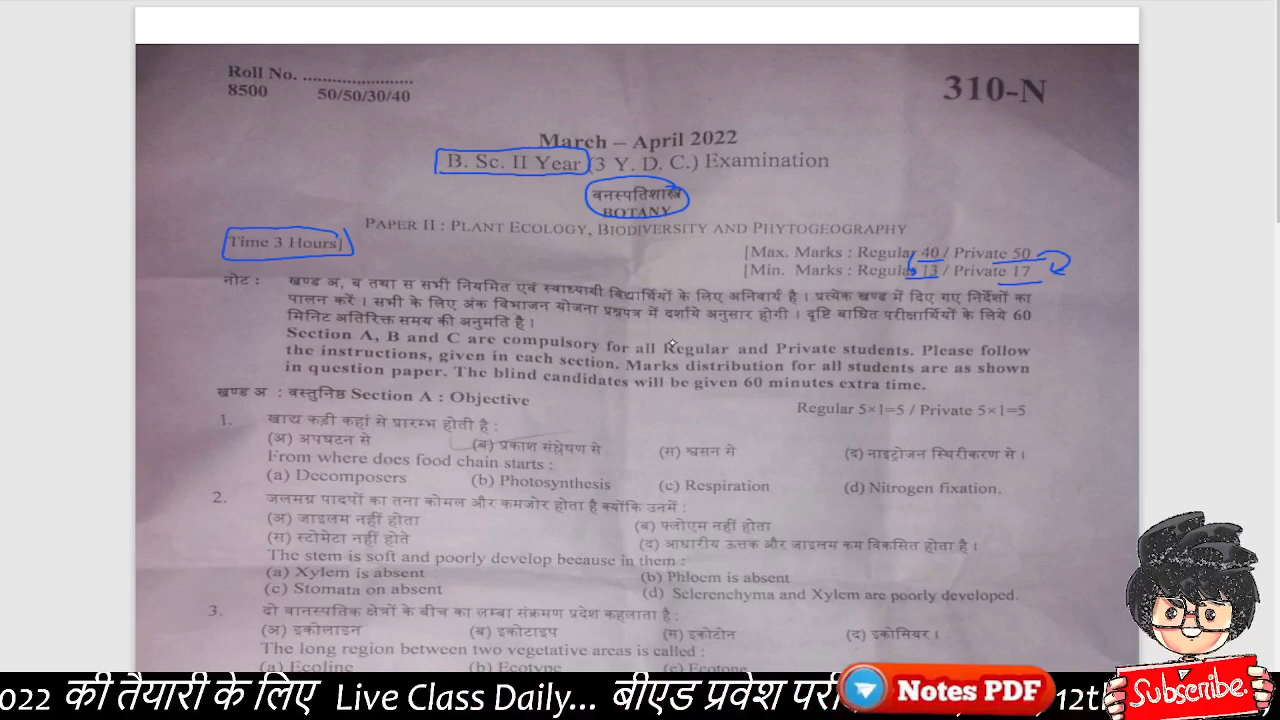 Roll No. ......................
8500 50/50/30/40
310-N
March – April 2022
B. Sc. II Year (3 Y. D. C.) Examination
वनस्पतिशास्त्र
BOTANY
PAPER II : PLANT ECOLOGY, BIODIVERSITY AND PHYTOGEOGRAPHY
Time 3 Hours]
[Max. Marks : Regular 40 / Private 50
[Min. Marks : Regular 13 / Private 17
नोट : खण्ड अ, ब तथा स सभी नियमित एवं स्वाध्यायी विद्यार्थियों के लिए अनिवार्य है । प्रत्येक खण्ड में दिए गए निर्देशों का
पालन करें । सभी के लिए अंक विभाजन योजना प्रश्नपत्र में दर्शाये अनुसार होगी । दृष्टि बाधित परीक्षार्थियों के लिये 60
मिनिट अतिरिक्त समय की अनुमति है ।
Section A, B and C are compulsory for all Regular and Private students. Please follow
the instructions, given in each section. Marks distribution for all students are as shown
in question paper. The blind candidates will be given 60 minutes extra time.
खण्ड अ : वस्तुनिष्ठ Section A : Objective
Regular 5×1=5 / Private 5×1=5
1. खाद्य कड़ी कहां से प्रारम्भ होती है :
(अ) अपघटन से (ब) प्रकाश संश्लेषण से (स) श्वसन से (द) नाइट्रोजन स्थिरीकरण से ।
From where does food chain starts :
(a) Decomposers (b) Photosynthesis (c) Respiration (d) Nitrogen fixation.
2. जलमग्न पादपों का तना कोमल और कमजोर होता है क्योंकि उनमें :
(अ) जाइलम नहीं होता (ब) फ्लोएम नहीं होता
(स) स्टोमेटा नहीं होते (द) आधारीय ऊत्तक और जाइलम कम विकसित होता है ।
The stem is soft and poorly develop because in them :
(a) Xylem is absent (b) Phloem is absent
(c) Stomata on absent (d) Sclerenchyma and Xylem are poorly developed.
3. दो वानस्पतिक क्षेत्रों के बीच का लम्बा संक्रमण प्रदेश कहलाता है :
(अ) इकोलाइन (ब) इकोटाइप (स) इकोटोन (द) इकोसियर ।
The long region between two vegetative areas is called :
(a) Ecoline (b) Ecotype (c) Ecotone
2022 की तैयारी के लिए Live Class Daily... बीएड प्रवेश
Notes PDF
12th
Subscribe.